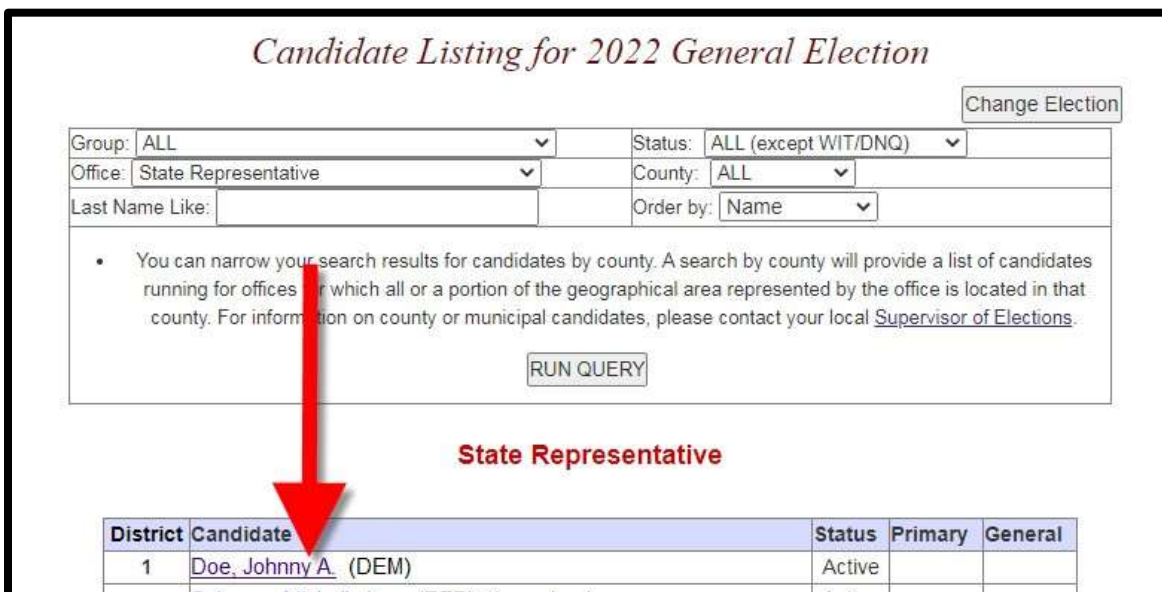 Candidate Listing for 2022 General Election
Change Election
Group: ALL Status: ALL (except WIT/DNQ)
Office: State Representative County: ALL
Last Name Like: Order by: Name
• You can narrow your search results for candidates by county. A search by county will provide a list of candidates
running for offices which all or a portion of the geographical area represented by the office is located in that
county. For information on county or municipal candidates, please contact your local Supervisor of Elections.
RUN QUERY
State Representative
District Candidate Status Primary General
1 Doe, Johnny A. (DEM) Active